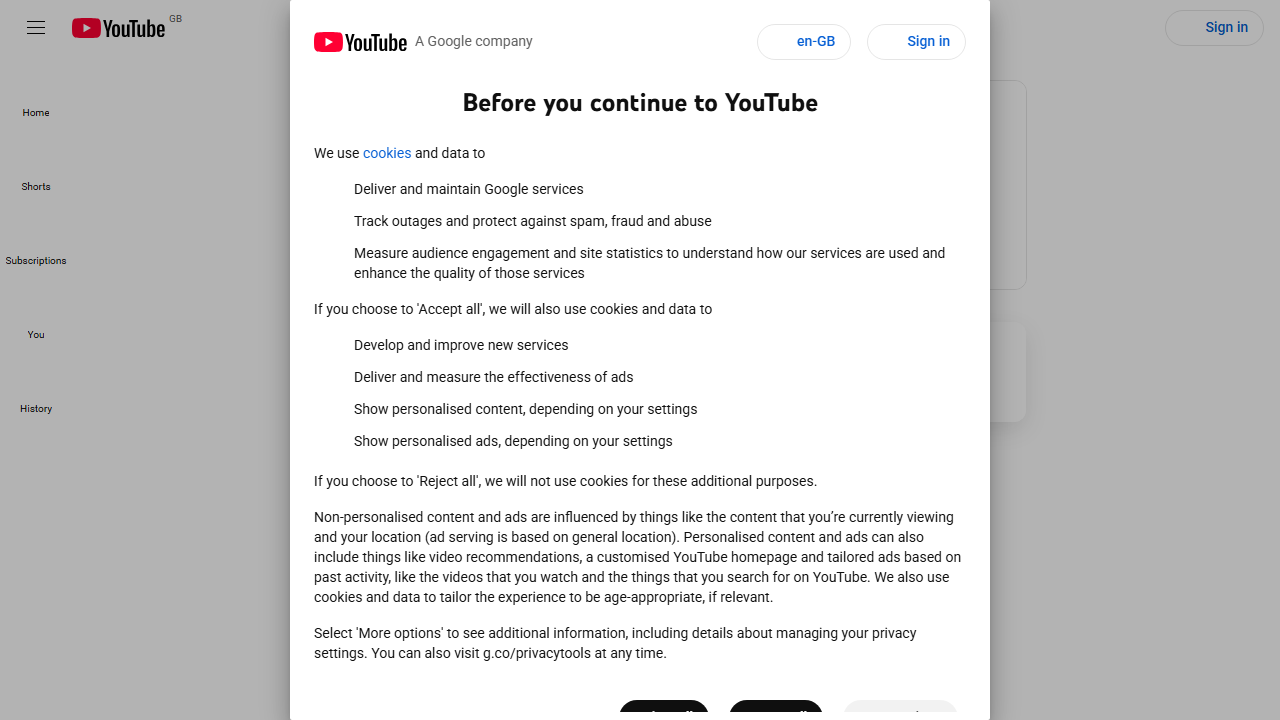 YouTube GB
Sign in
Home
Shorts
Subscriptions
You
History
YouTube A Google company
en-GB
Sign in
Before you continue to YouTube
We use cookies and data to
Deliver and maintain Google services
Track outages and protect against spam, fraud and abuse
Measure audience engagement and site statistics to understand how our services are used and
enhance the quality of those services
If you choose to 'Accept all', we will also use cookies and data to
Develop and improve new services
Deliver and measure the effectiveness of ads
Show personalised content, depending on your settings
Show personalised ads, depending on your settings
If you choose to 'Reject all', we will not use cookies for these additional purposes.
Non-personalised content and ads are influenced by things like the content that you’re currently viewing
and your location (ad serving is based on general location). Personalised content and ads can also
include things like video recommendations, a customised YouTube homepage and tailored ads based on
past activity, like the videos that you watch and the things that you search for on YouTube. We also use
cookies and data to tailor the experience to be age-appropriate, if relevant.
Select 'More options' to see additional information, including details about managing your privacy
settings. You can also visit g.co/privacytools at any time.